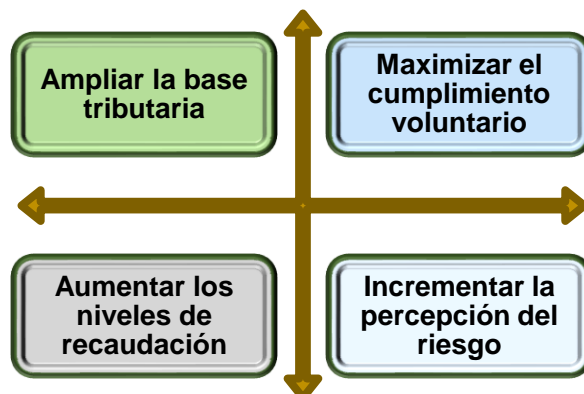 Ampliar la base
tributaria
Maximizar el
cumplimiento
voluntario
Aumentar los
niveles de
recaudación
Incrementar la
percepción del
riesgo